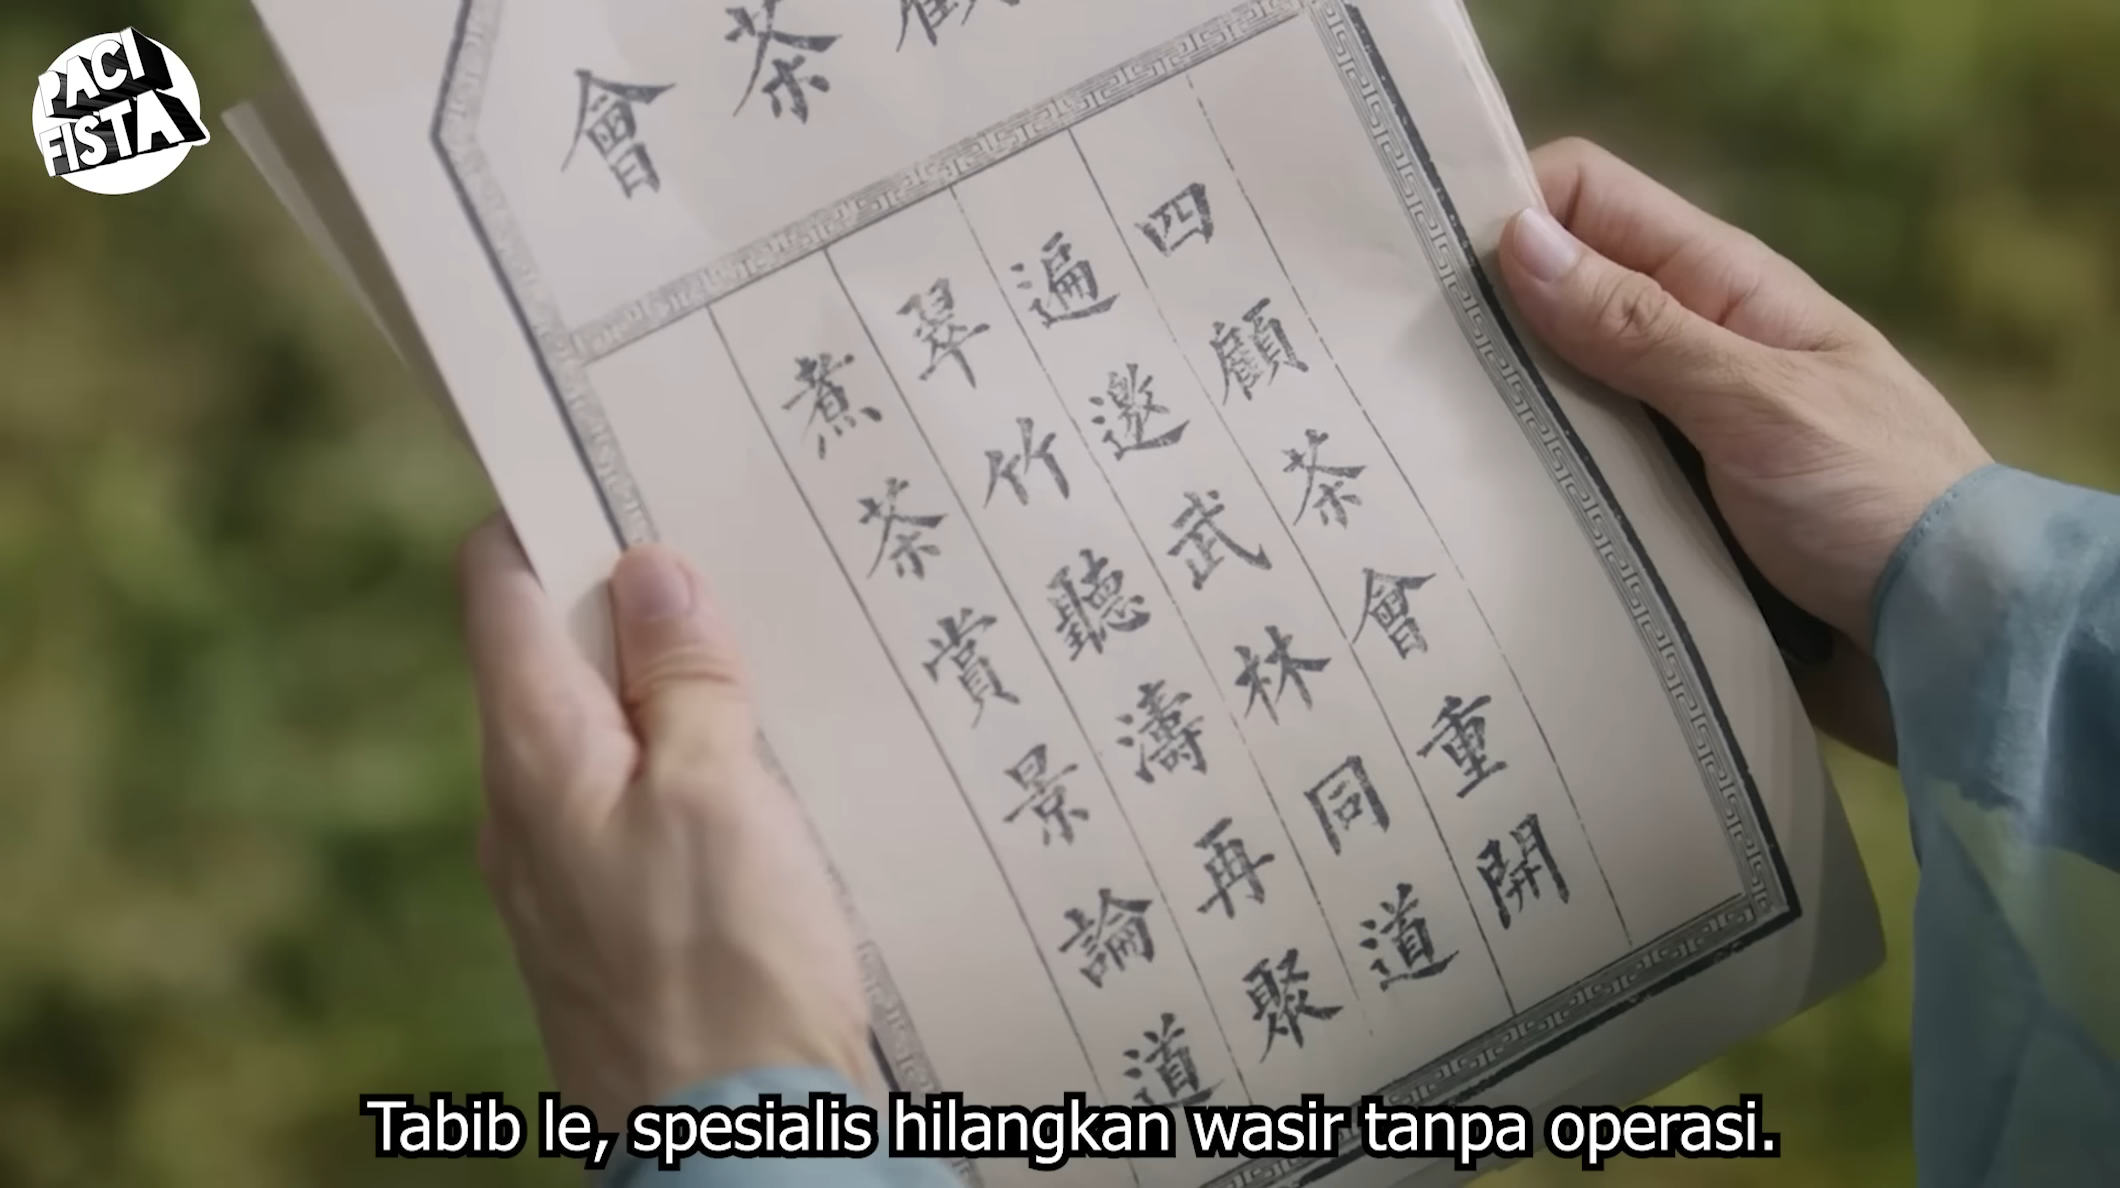 PACI
FISTA
茶會
四顧茶會重開
遍邀武林同道
翠竹聽濤再聚
煮茶賞景論道
Tabib le, spesialis hilangkan wasir tanpa operasi.